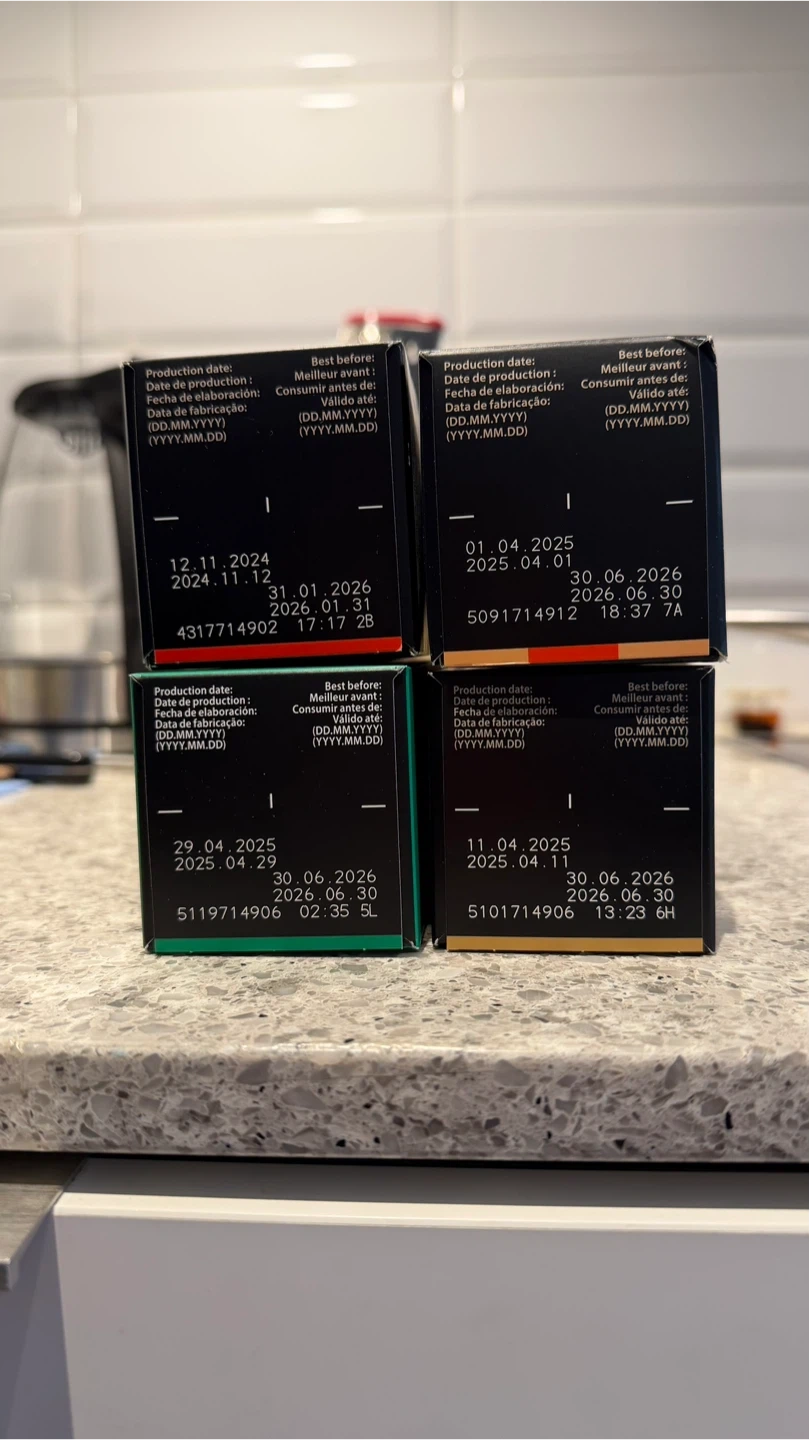 Production date:
Date de production :
Fecha de elaboración:
Data de fabricação:
(DD.MM.YYYY)
(YYYY.MM.DD)
Best before:
Meilleur avant :
Consumir antes de:
Válido até:
(DD.MM.YYYY)
(YYYY.MM.DD)
12.11.2024
2024.11.12
31.01.2026
2026.01.31
4317714902 17:17 2B
Production date:
Date de production :
Fecha de elaboración:
Data de fabricação:
(DD.MM.YYYY)
(YYYY.MM.DD)
Best before:
Meilleur avant :
Consumir antes de:
Válido até:
(DD.MM.YYYY)
(YYYY.MM.DD)
01.04.2025
2025.04.01
30.06.2026
2026.06.30
5091714912 18:37 7A
Production date:
Date de production :
Fecha de elaboración:
Data de fabricação:
(DD.MM.YYYY)
(YYYY.MM.DD)
Best before:
Meilleur avant :
Consumir antes de:
Válido até:
(DD.MM.YYYY)
(YYYY.MM.DD)
29.04.2025
2025.04.29
30.06.2026
2026.06.30
5119714906 02:35 5L
Production date:
Date de production :
Fecha de elaboración:
Data de fabricação:
(DD.MM.YYYY)
(YYYY.MM.DD)
Best before:
Meilleur avant :
Consumir antes de:
Válido até:
(DD.MM.YYYY)
(YYYY.MM.DD)
11.04.2025
2025.04.11
30.06.2026
2026.06.30
5101714906 13:23 6H